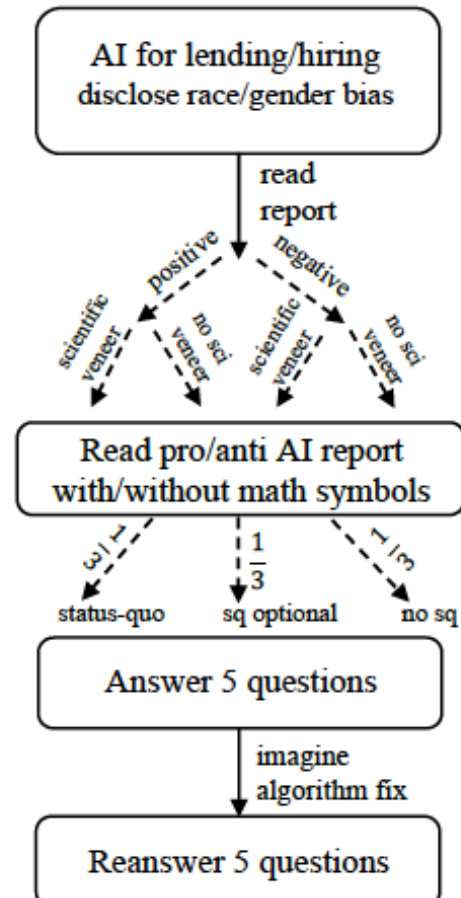 AI for lending/hiring
disclose race/gender bias
read
report
positive
negative
scientific
veneer
no sci
veneer
scientific
veneer
no sci
veneer
Read pro/anti AI report
with/without math symbols
1/3
1/3
1/3
status-quo
sq optional
no sq
Answer 5 questions
imagine
algorithm fix
Reanswer 5 questions